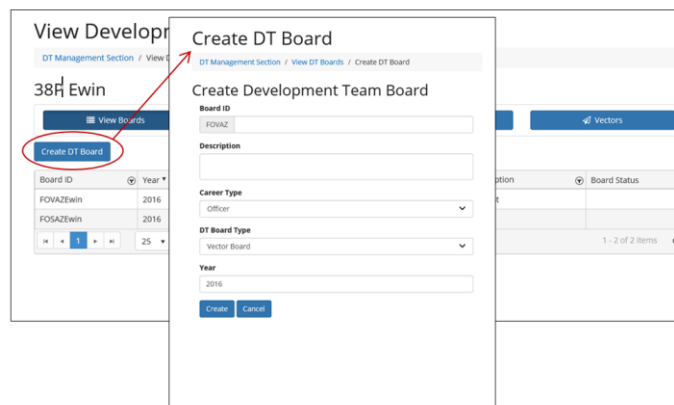 View Developr
DT Management Section / View D
38F Ewin
View Boards
Vectors
Create DT Board
Board ID Year ption Board Status
FOVAZEwin 2016 t
FOSAZEwin 2016
1 25 1 - 2 of 2 items
Create DT Board
DT Management Section / View DT Boards / Create DT Board
Create Development Team Board
Board ID
FOVAZ
Description
Career Type
Officer
DT Board Type
Vector Board
Year
2016
Create Cancel